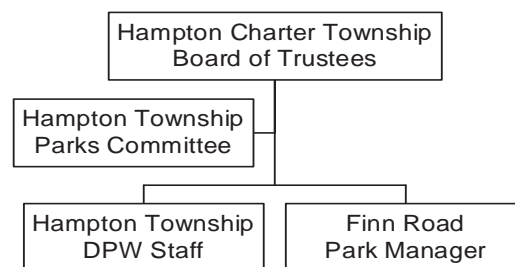 Hampton Charter Township
Board of Trustees
Hampton Township
Parks Committee
Hampton Township
DPW Staff
Finn Road
Park Manager